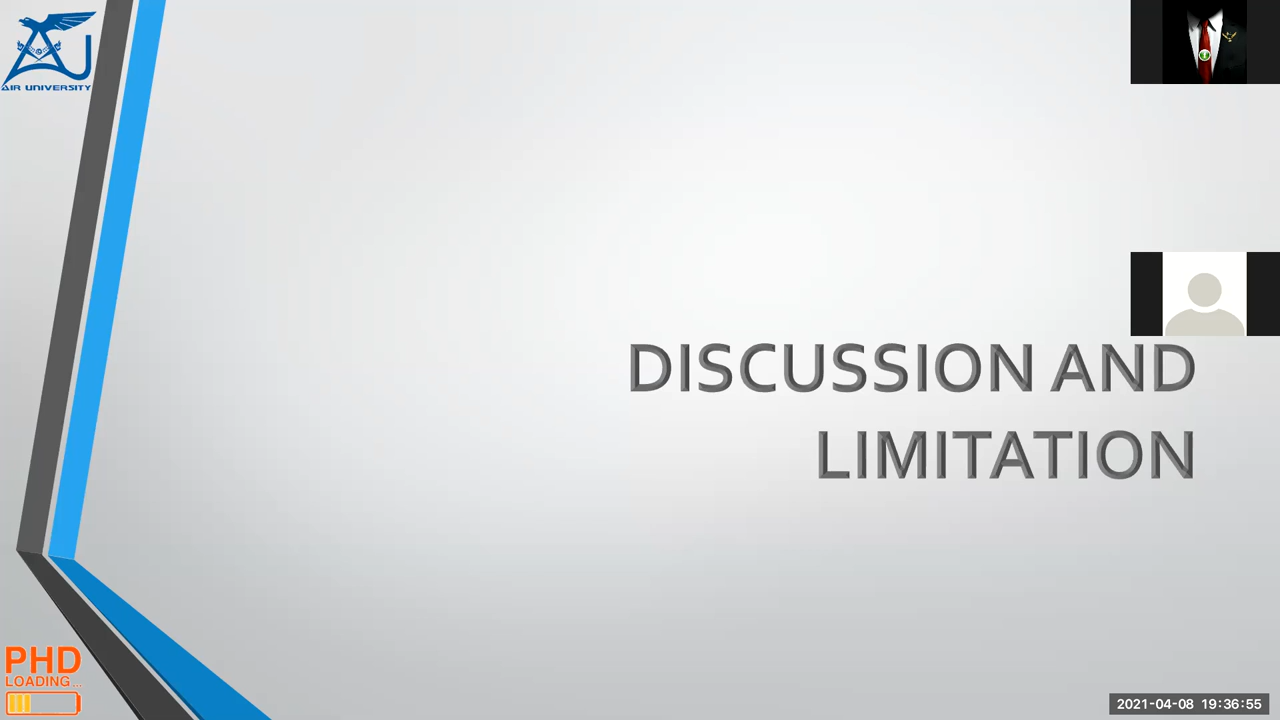 AIR UNIVERSITY
DISCUSSION AND
LIMITATION
PHD
LOADING...
2021-04-08 19:36:55